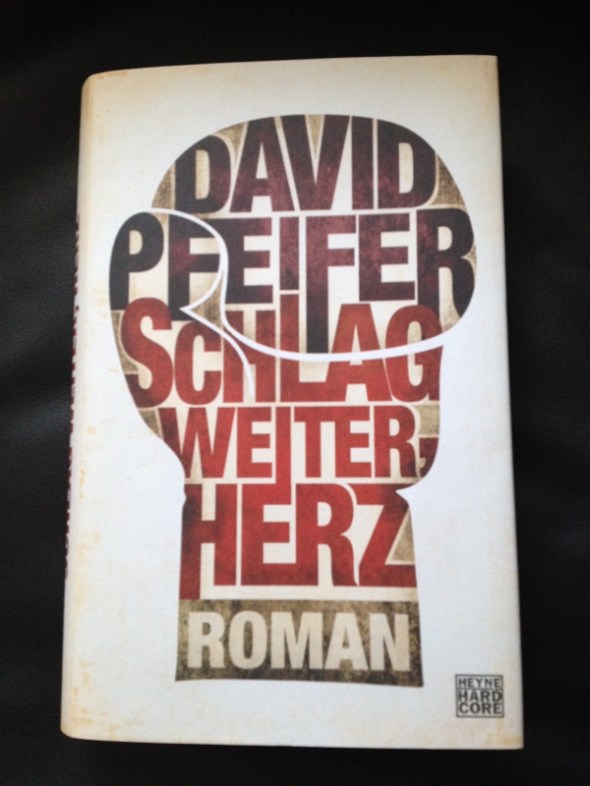 DAVID
PFEIFER
SCHLAG
WEITER,
HERZ
ROMAN
HEYNE
HARD
CORE